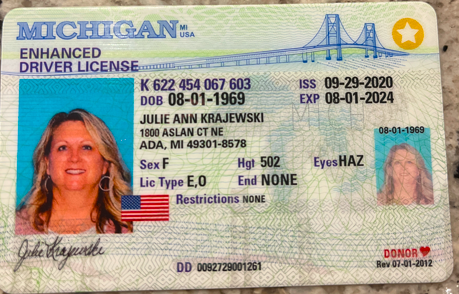 MICHIGAN MI
USA
ENHANCED
DRIVER LICENSE
K 622 454 067 603 ISS 09-29-2020
DOB 08-01-1969 EXP 08-01-2024
JULIE ANN KRAJEWSKI
1800 ASLAN CT NE
ADA, MI 49301-8578
08-01-1969
Sex F Hgt 502 Eyes HAZ
Lic Type E,O End NONE
Restrictions NONE
Julie Krajewski
DONOR
DD 0092729001261 Rev 07-01-2012